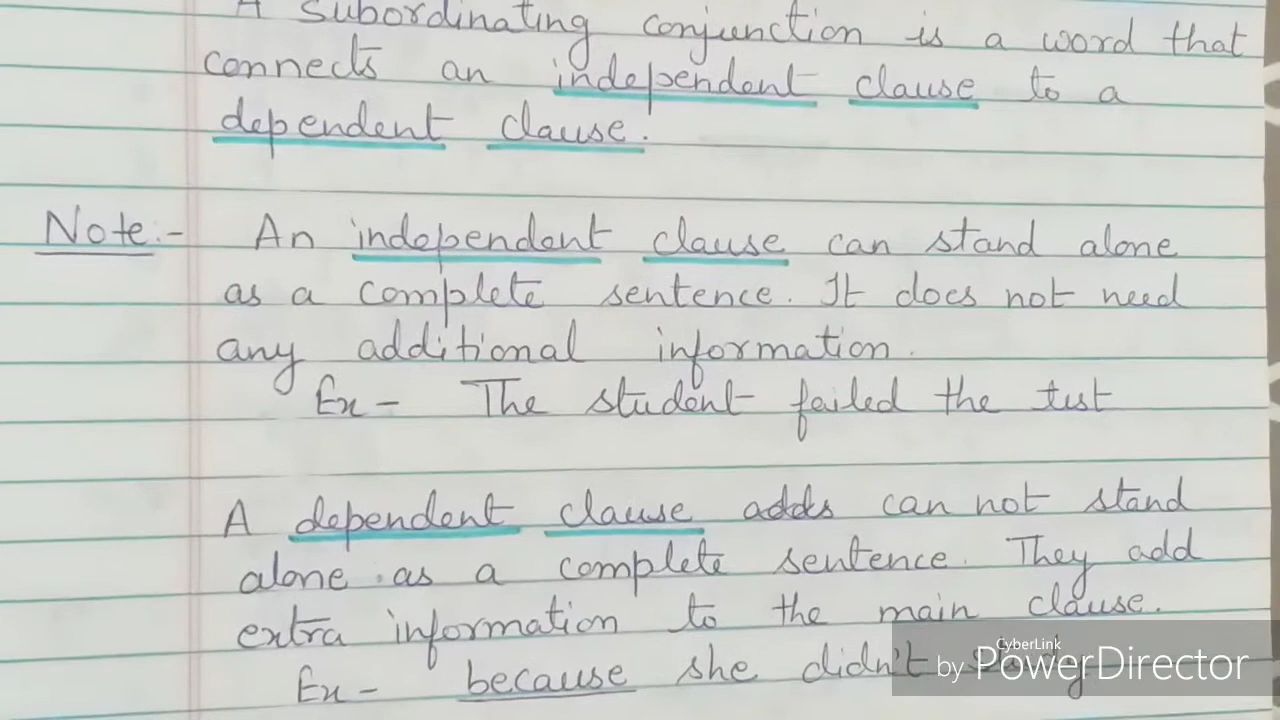 A subordinating conjunction is a word that
connects an independent clause to a
dependent clause.
Note:- An independent clause can stand alone
as a complete sentence. It does not need
any additional information.
Ex- The student failed the test
A dependent clause adds can not stand
alone as a complete sentence. They add
extra information to the main clause.
Ex- because she didn't study
CyberLink
by PowerDirector